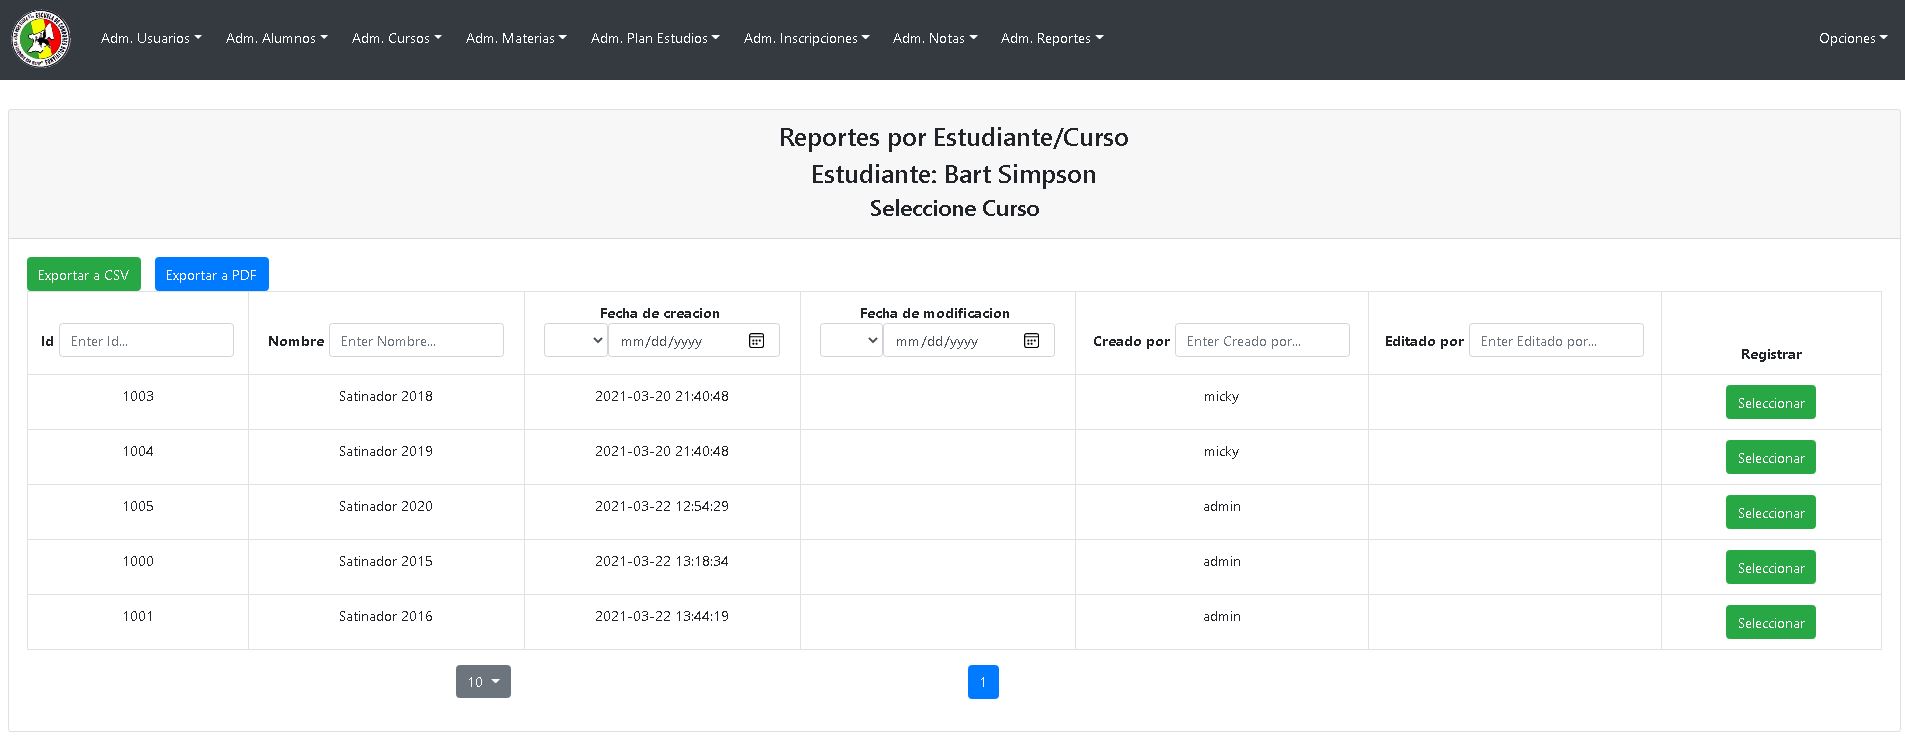 Adm. Usuarios Adm. Alumnos Adm. Cursos Adm. Materias Adm. Plan Estudios Adm. Inscripciones Adm. Notas Adm. Reportes Opciones
Reportes por Estudiante/Curso
Estudiante: Bart Simpson
Seleccione Curso
Exportar a CSV Exportar a PDF
Id Enter Id... Nombre Enter Nombre... Fecha de creacion mm/dd/yyyy Fecha de modificacion mm/dd/yyyy Creado por Enter Creado por... Editado por Enter Editado por... Registrar
1003 Satinador 2018 2021-03-20 21:40:48 micky Seleccionar
1004 Satinador 2019 2021-03-20 21:40:48 micky Seleccionar
1005 Satinador 2020 2021-03-22 12:54:29 admin Seleccionar
1000 Satinador 2015 2021-03-22 13:18:34 admin Seleccionar
1001 Satinador 2016 2021-03-22 13:44:19 admin Seleccionar
10 1